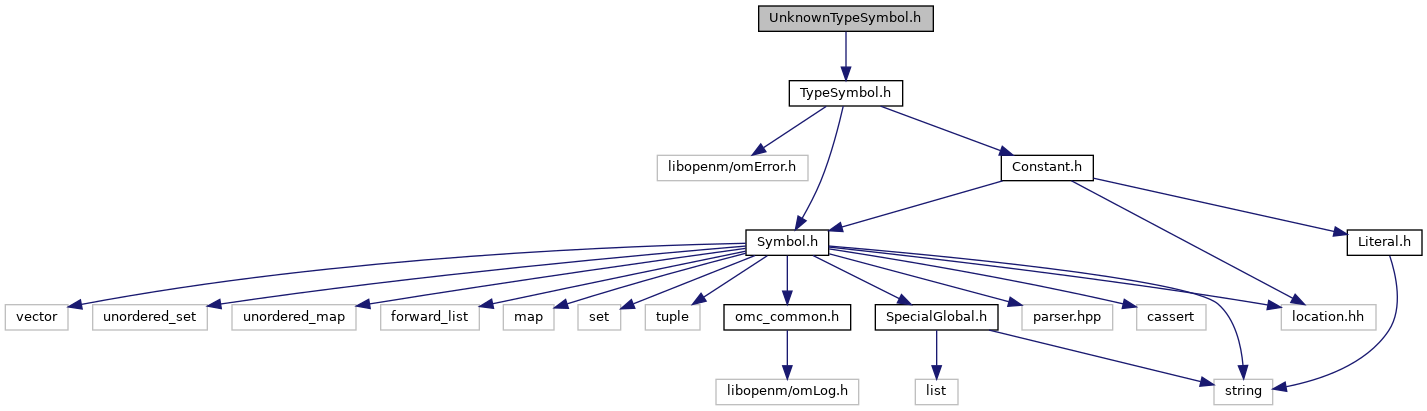 UnknownTypeSymbol.h
TypeSymbol.h
libopenm/omError.h
Constant.h
Symbol.h
Literal.h
vector
unordered_set
unordered_map
forward_list
map
set
tuple
omc_common.h
SpecialGlobal.h
parser.hpp
cassert
location.hh
libopenm/omLog.h
list
string